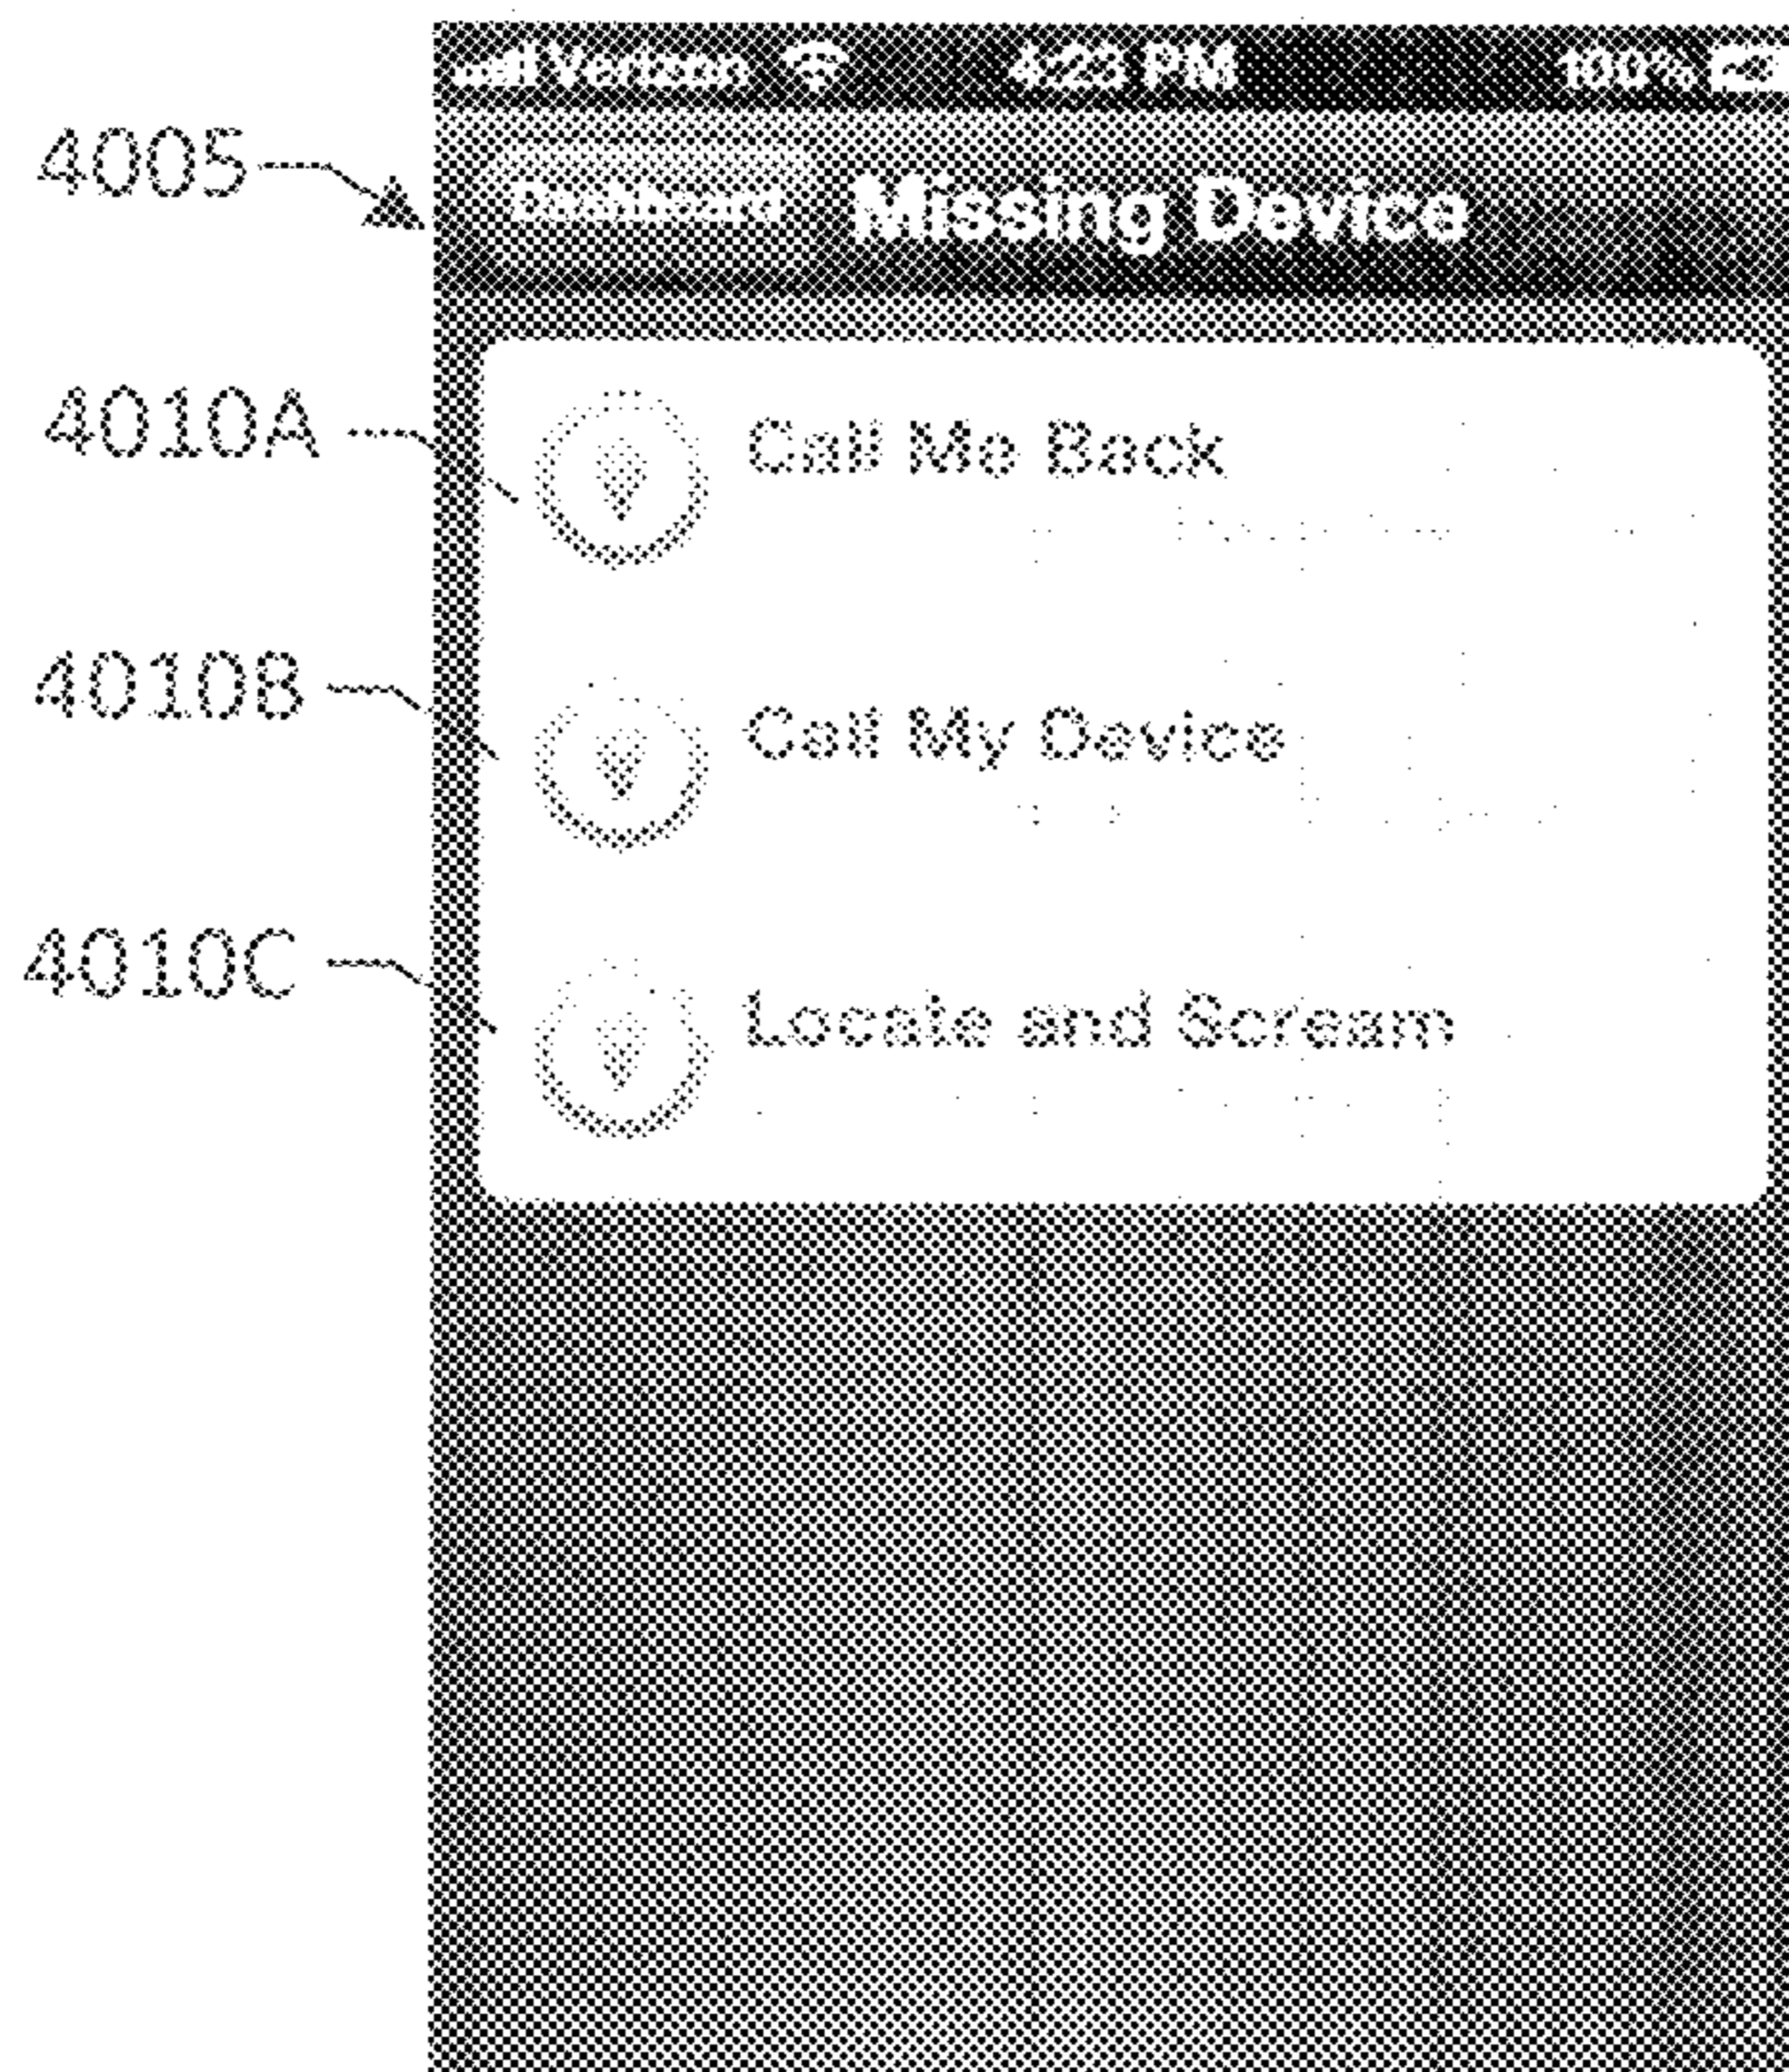 Verizon 4:23 PM 100%
4005
Dashboard Missing Device
4010A
Call Me Back
4010B
Call My Device
4010C
Locate and Scream